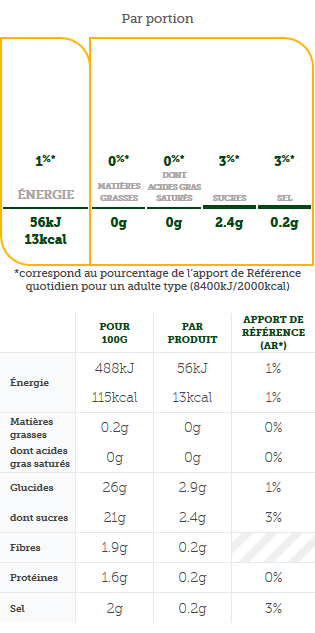 Par portion
1%*
0%*
0%*
3%*
3%*
ÉNERGIE
MATIÈRES
GRASSES
DONT
ACIDES GRAS
SATURÉS
SUCRES
SEL
56kJ
13kcal
0g
0g
2.4g
0.2g
*correspond au pourcentage de l'apport de Référence
quotidien pour un adulte type (8400kJ/2000kcal)
POUR
100G
PAR
PRODUIT
APPORT DE
RÉFÉRENCE
(AR*)
Énergie
488kJ 56kJ 1%
115kcal 13kcal 1%
Matières
grasses
0.2g 0g 0%
dont acides
gras saturés
0g 0g 0%
Glucides 26g 2.9g 1%
dont sucres 21g 2.4g 3%
Fibres 1.9g 0.2g
Protéines 1.6g 0.2g 0%
Sel 2g 0.2g 3%